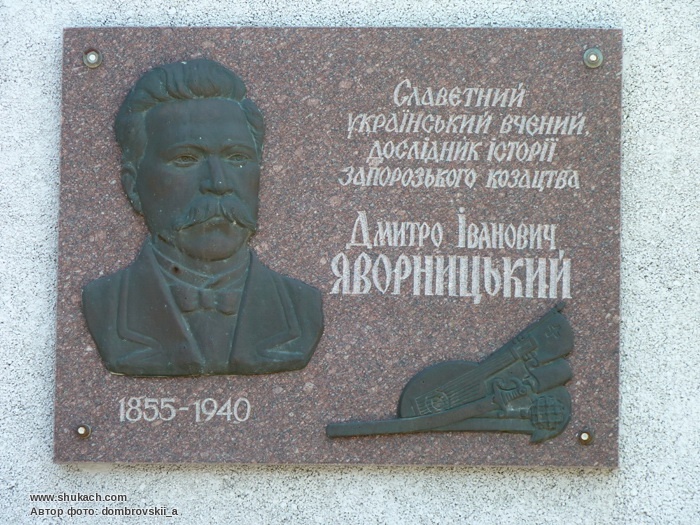 Славетний
український вчений,
дослідник історії
запорозького козацтва
Дмитро Іванович
ЯВОРНИЦЬКИЙ
1855-1940
www.shukach.com
Автор фото: dombrovskii_a